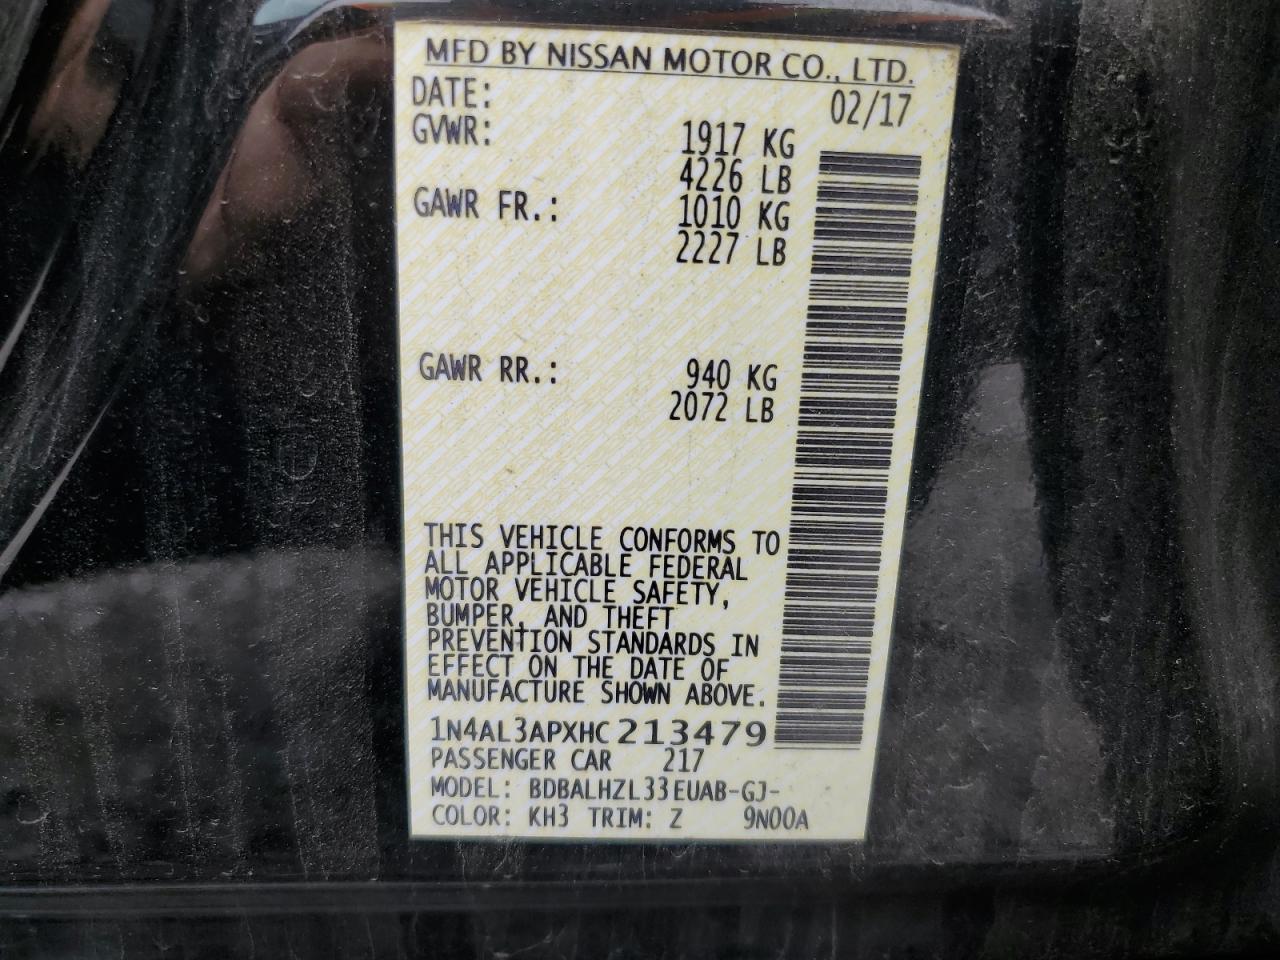 MFD BY NISSAN MOTOR CO., LTD.
DATE: 02/17
GVWR: 1917 KG
4226 LB
GAWR FR.: 1010 KG
2227 LB
GAWR RR.: 940 KG
2072 LB
THIS VEHICLE CONFORMS TO
ALL APPLICABLE FEDERAL
MOTOR VEHICLE SAFETY,
BUMPER, AND THEFT
PREVENTION STANDARDS IN
EFFECT ON THE DATE OF
MANUFACTURE SHOWN ABOVE.
1N4AL3APXHC213479
PASSENGER CAR 217
MODEL: BDBALHZL33EUAB-GJ-
COLOR: KH3 TRIM: Z 9N00A